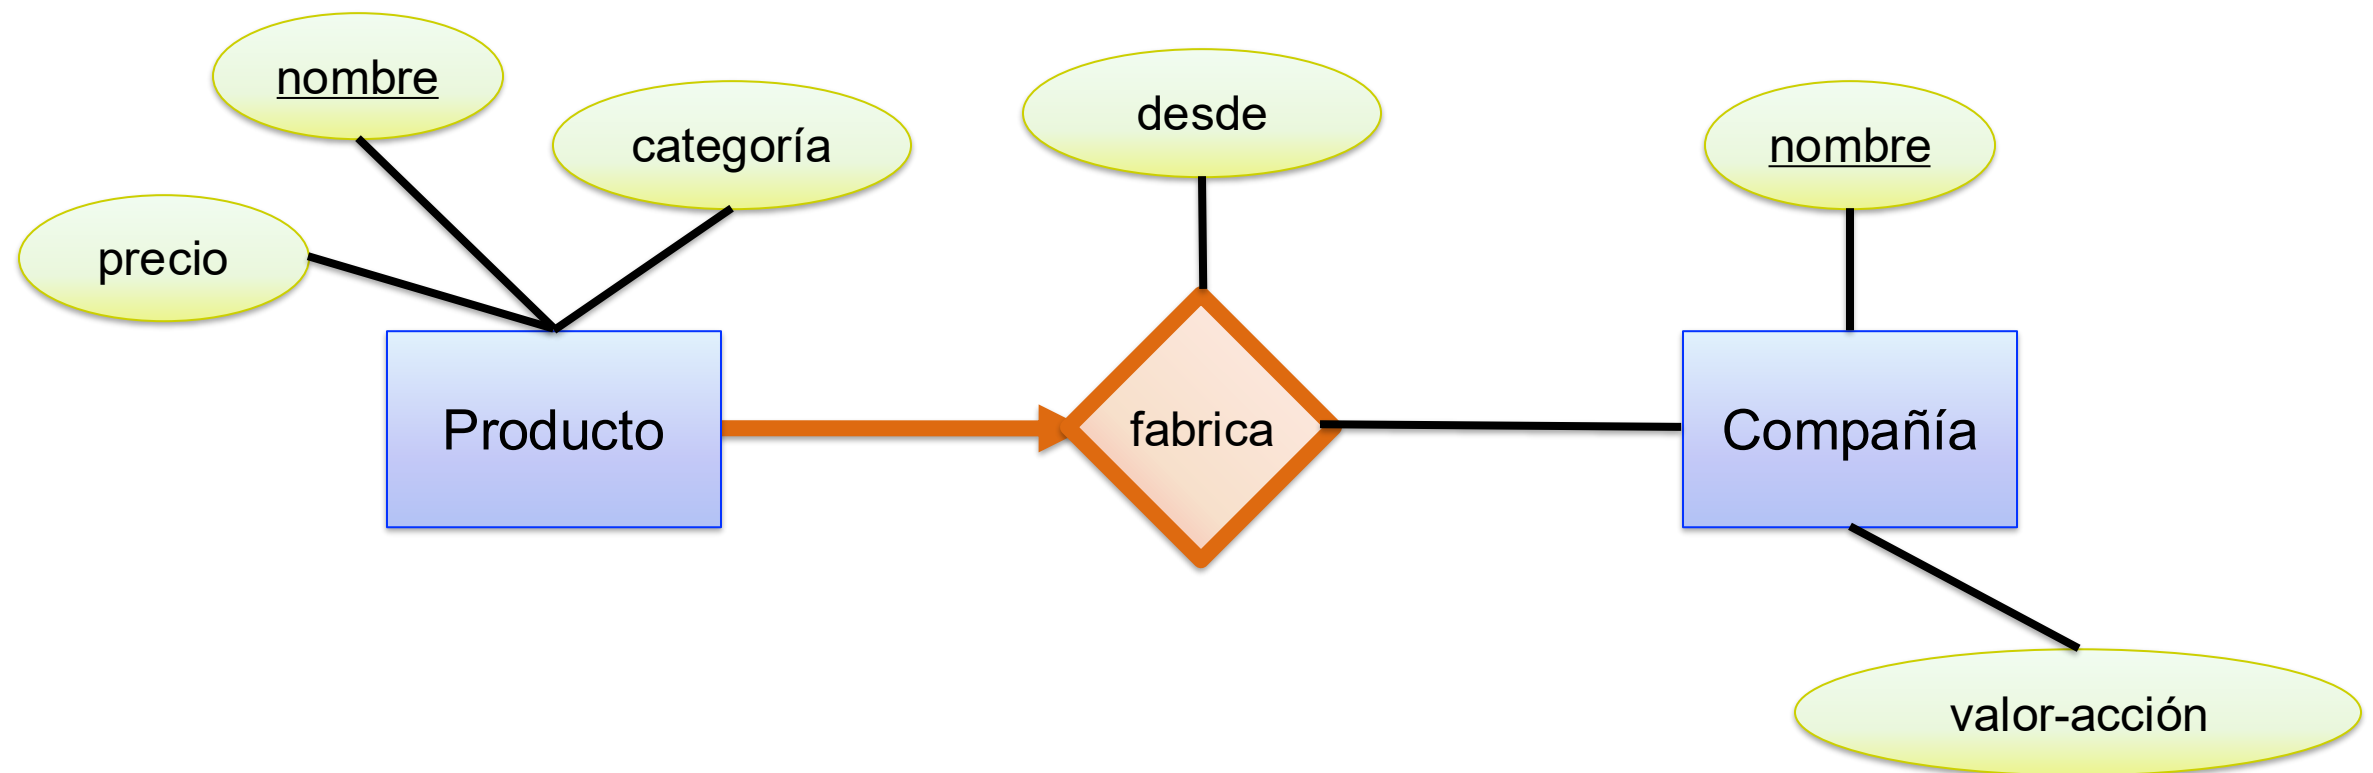 nombre
categoría
precio
desde
nombre
Producto
fabrica
Compañía
valor-acción